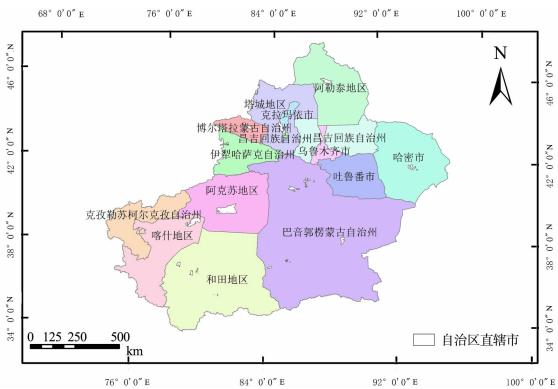 68° 0′0″E 76° 0′0″E 84° 0′0″E 92° 0′0″E 100° 0′0″E
N
46° 0′0″N 46° 0′0″N
阿勒泰地区
塔城地区
克拉玛依市
博尔塔拉蒙古自治州
昌吉回族自治州 昌吉回族自治州
乌鲁木齐市
伊犁哈萨克自治州
哈密市
42° 0′0″N 42° 0′0″N
吐鲁番市
阿克苏地区
克孜勒苏柯尔克孜自治州
巴音郭楞蒙古自治州
喀什地区
38° 0′0″N 38° 0′0″N
和田地区
34° 0′0″N 34° 0′0″N
0 125 250 500
km
自治区直辖市
76° 0′0″E 84° 0′0″E 92° 0′0″E